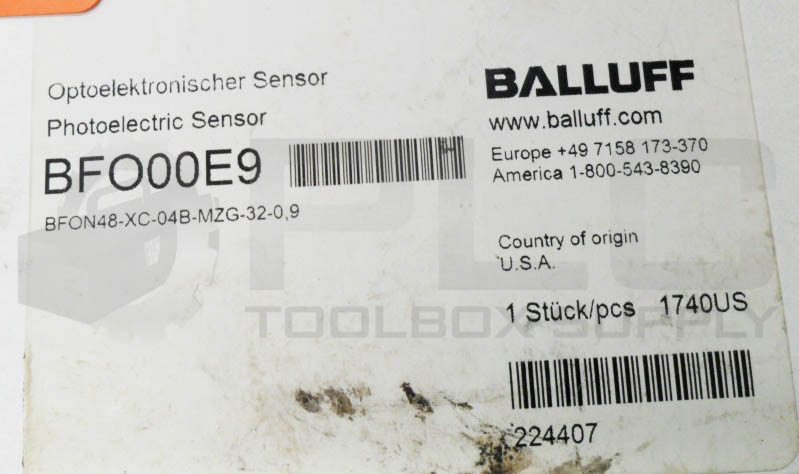 Optoelektronischer Sensor
Photoelectric Sensor
BFO00E9
BFON48-XC-04B-MZG-32-0,9
BALLUFF
www.balluff.com
Europe +49 7158 173-370
America 1-800-543-8390
Country of origin
U.S.A.
1 Stück/pcs 1740US
224407
PLC
TOOLBOX SUPPLY